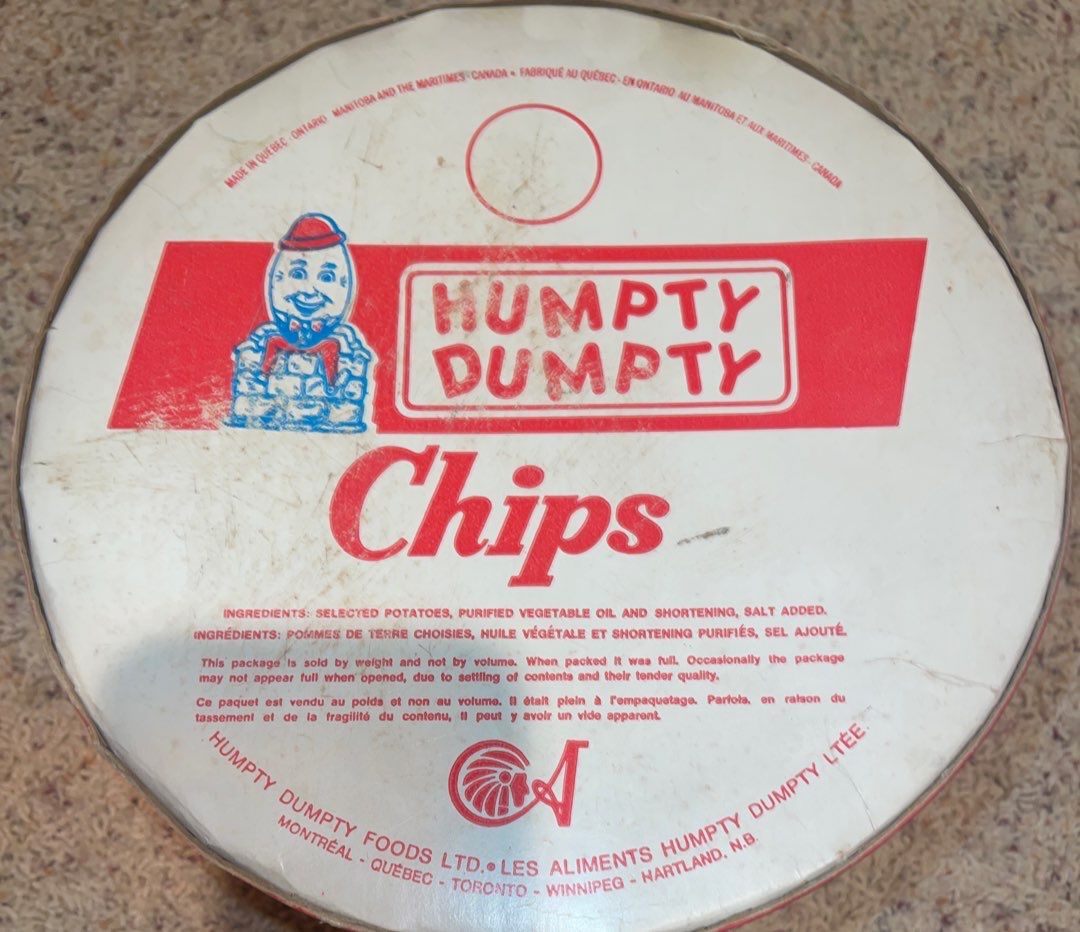 MADE IN QUÉBEC - ONTARIO MANITOBA AND THE MARITIMES - CANADA • FABRIQUÉ AU QUÉBEC - EN ONTARIO AU MANITOBA ET AUX MARITIMES - CANADA
HUMPTY
DUMPTY
Chips
INGREDIENTS: SELECTED POTATOES, PURIFIED VEGETABLE OIL AND SHORTENING, SALT ADDED.
INGRÉDIENTS: POMMES DE TERRE CHOISIES, HUILE VÉGÉTALE ET SHORTENING PURIFIÉS, SEL AJOUTÉ.
This package is sold by weight and not by volume. When packed it was full. Occasionally the package
may not appear full when opened, due to settling of contents and their tender quality.
Ce paquet est vendu au poids et non au volume. Il était plein à l'empaquetage. Parfois, en raison du
tassement et de la fragilité du contenu, il peut y avoir un vide apparent.
HUMPTY DUMPTY FOODS LTD. • LES ALIMENTS HUMPTY DUMPTY LTÉE.
MONTRÉAL - QUÉBEC - TORONTO - WINNIPEG - HARTLAND, N.B.